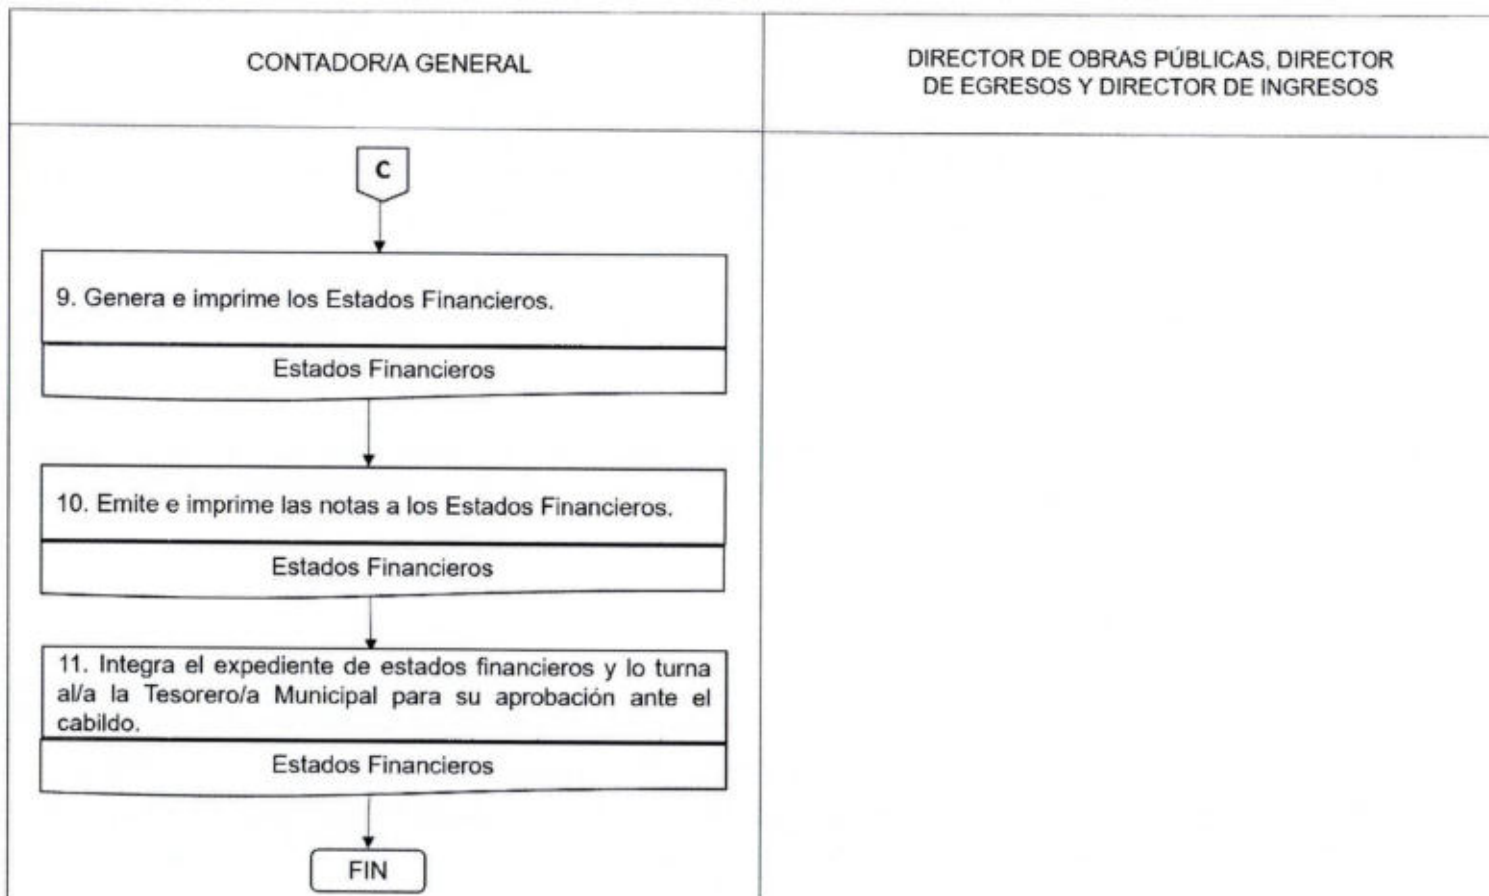 CONTADOR/A GENERAL
DIRECTOR DE OBRAS PÚBLICAS, DIRECTOR
DE EGRESOS Y DIRECTOR DE INGRESOS
C
9. Genera e imprime los Estados Financieros.
Estados Financieros
10. Emite e imprime las notas a los Estados Financieros.
Estados Financieros
11. Integra el expediente de estados financieros y lo turna
al/a la Tesorero/a Municipal para su aprobación ante el
cabildo.
Estados Financieros
FIN